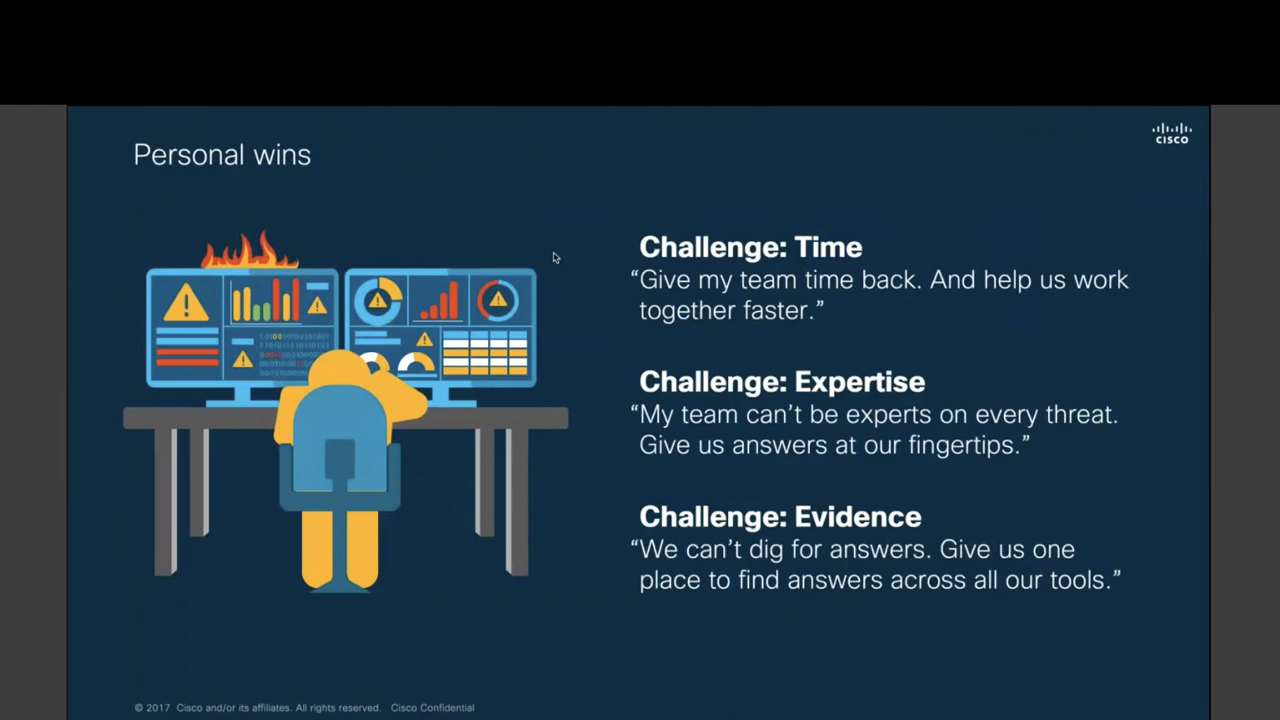 CISCO
Personal wins
Challenge: Time
“Give my team time back. And help us work
together faster.”
Challenge: Expertise
“My team can’t be experts on every threat.
Give us answers at our fingertips.”
Challenge: Evidence
“We can’t dig for answers. Give us one
place to find answers across all our tools.”
© 2017 Cisco and/or its affiliates. All rights reserved. Cisco Confidential